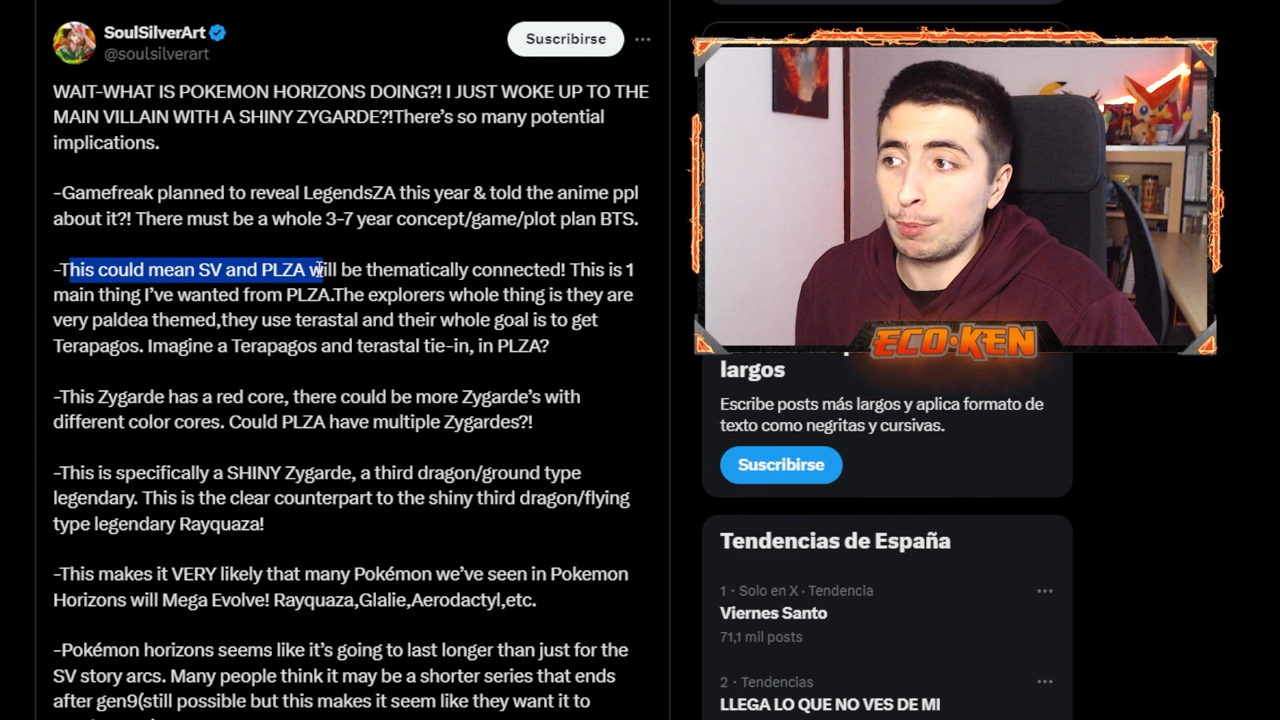 SoulSilverArt
@soulsilverart
Suscribirse
WAIT-WHAT IS POKEMON HORIZONS DOING?! I JUST WOKE UP TO THE
MAIN VILLAIN WITH A SHINY ZYGARDE?!There’s so many potential
implications.
-Gamefreak planned to reveal LegendsZA this year & told the anime ppl
about it?! There must be a whole 3-7 year concept/game/plot plan BTS.
-This could mean SV and PLZA will be thematically connected! This is 1
main thing I’ve wanted from PLZA.The explorers whole thing is they are
very paldea themed,they use terastal and their whole goal is to get
Terapagos. Imagine a Terapagos and terastal tie-in, in PLZA?
-This Zygarde has a red core, there could be more Zygarde’s with
different color cores. Could PLZA have multiple Zygardes?!
-This is specifically a SHINY Zygarde, a third dragon/ground type
legendary. This is the clear counterpart to the shiny third dragon/flying
type legendary Rayquaza!
-This makes it VERY likely that many Pokémon we’ve seen in Pokemon
Horizons will Mega Evolve! Rayquaza,Glalie,Aerodactyl,etc.
-Pokémon horizons seems like it’s going to last longer than just for the
SV story arcs. Many people think it may be a shorter series that ends
after gen9(still possible but this makes it seem like they want it to
ECO·KEN
largos
Escribe posts más largos y aplica formato de
texto como negritas y cursivas.
Suscribirse
Tendencias de España
1 · Solo en X · Tendencia
Viernes Santo
71,1 mil posts
2 · Tendencias
LLEGA LO QUE NO VES DE MI